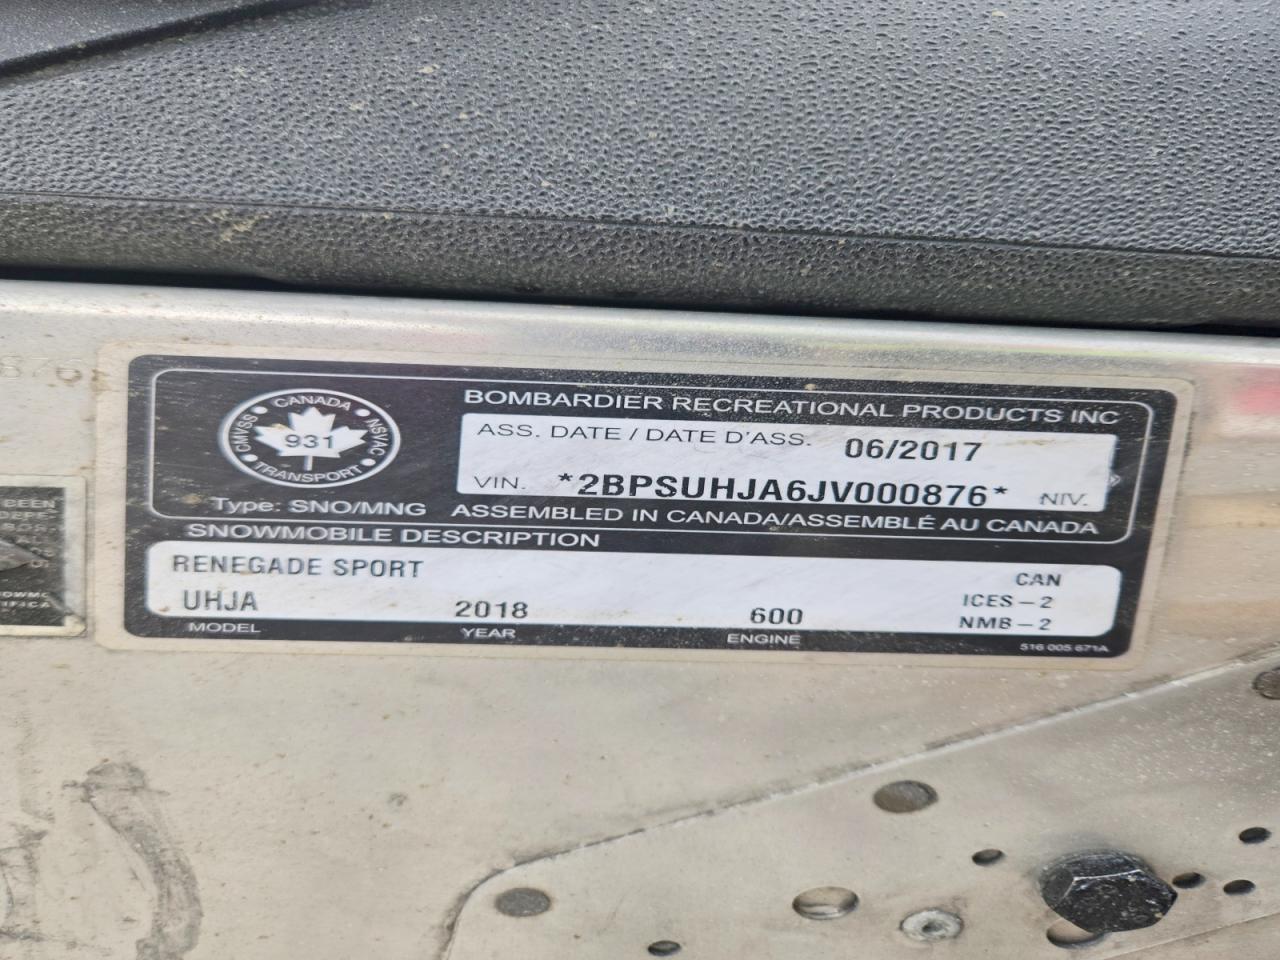 BOMBARDIER RECREATIONAL PRODUCTS INC
CANADA
CMVSS
NSVAC
931
TRANSPORT
ASS. DATE / DATE D'ASS. 06/2017
VIN. *2BPSUHJA6JV000876* NIV.
Type: SNO/MNG ASSEMBLED IN CANADA/ASSEMBLÉ AU CANADA
SNOWMOBILE DESCRIPTION
RENEGADE SPORT
CAN
UHJA 2018 600 ICES-2
NMB-2
MODEL YEAR ENGINE 516 005 671A
BEEN